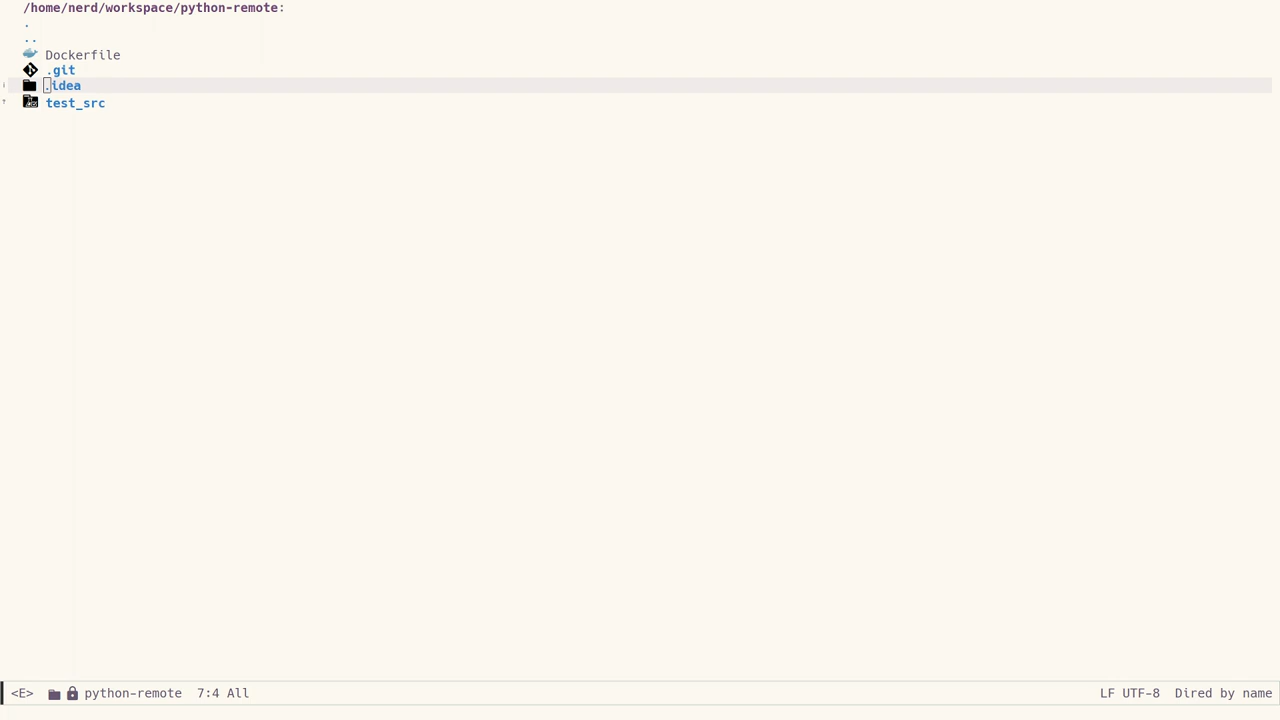 /home/nerd/workspace/python-remote:
.
..
Dockerfile
.git
.idea
test_src
<E> python-remote 7:4 All LF UTF-8 Dired by name